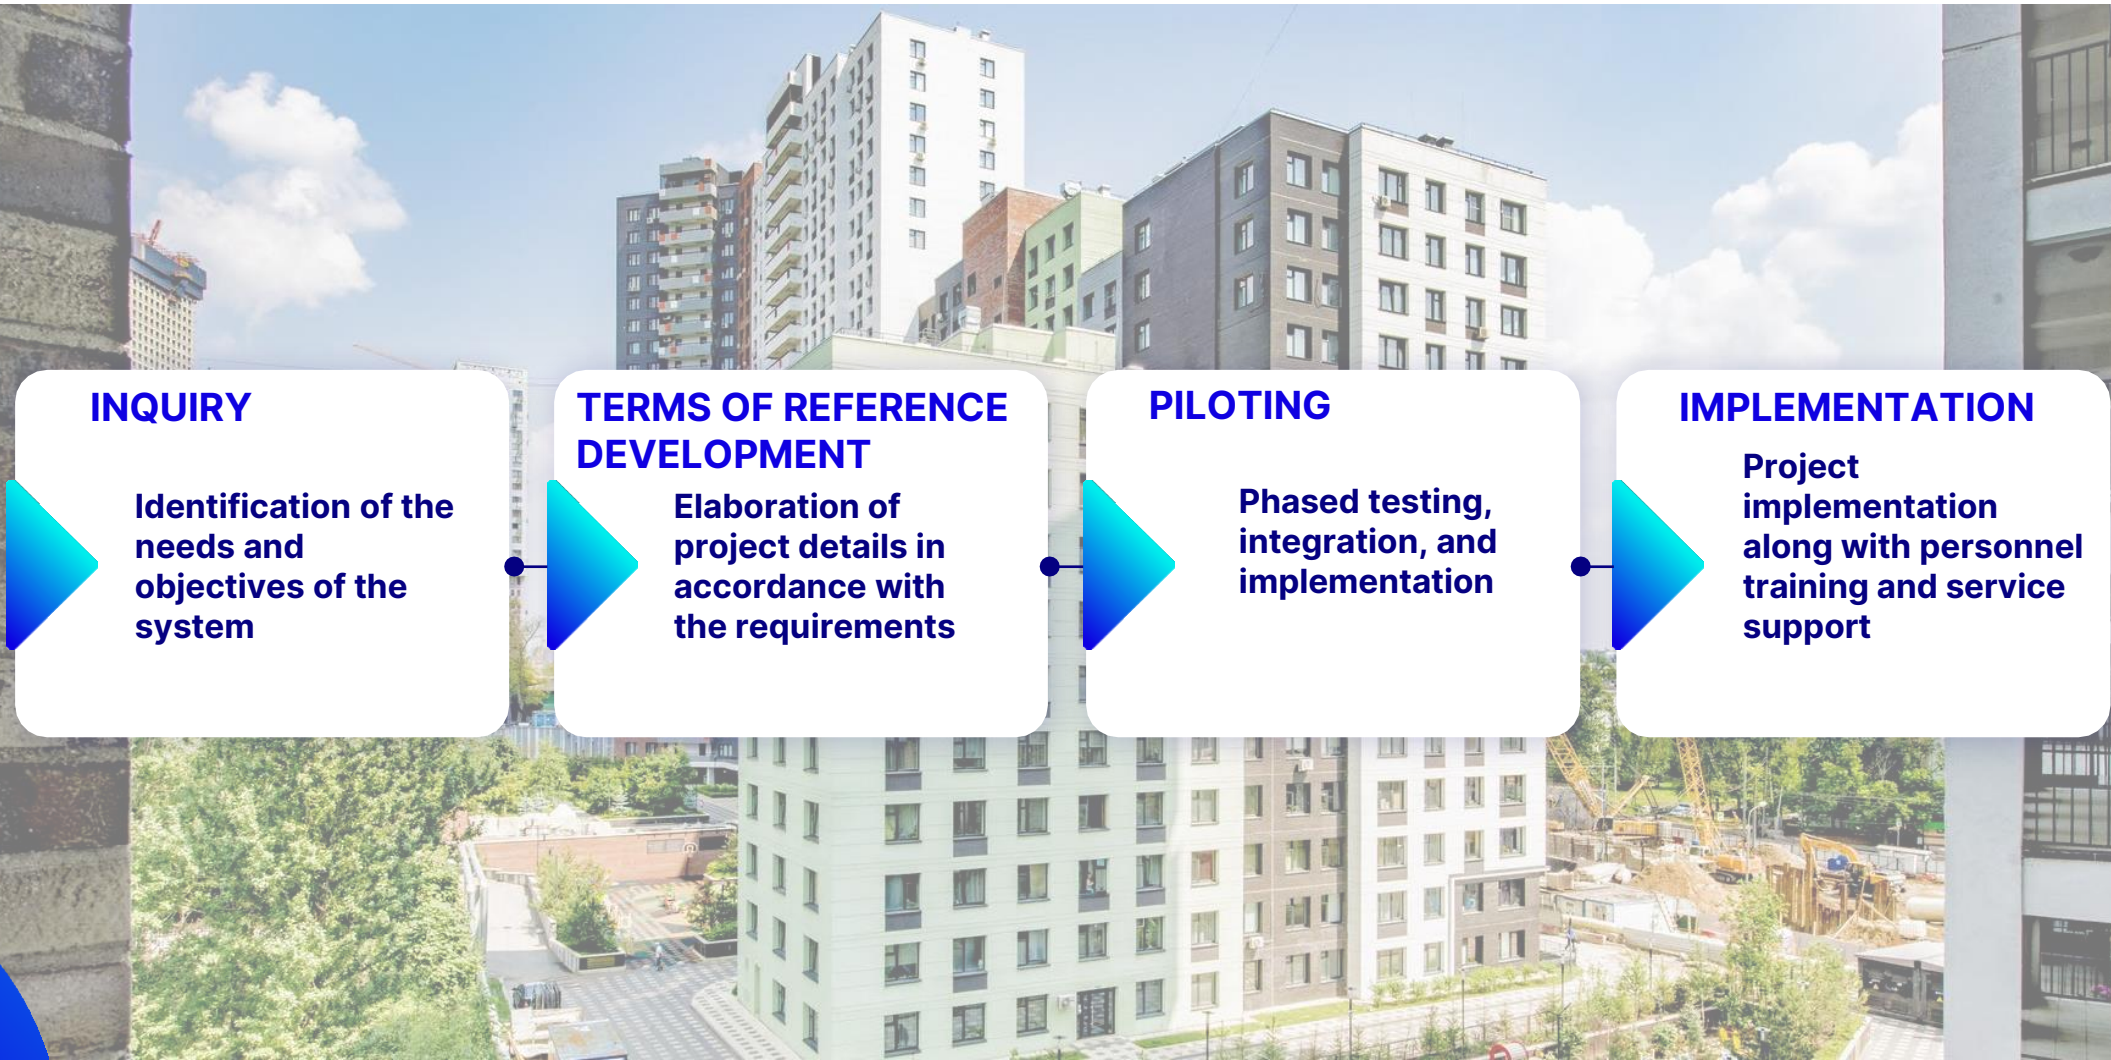 INQUIRY
Identification of the
needs and
objectives of the
system
TERMS OF REFERENCE
DEVELOPMENT
Elaboration of
project details in
accordance with
the requirements
PILOTING
Phased testing,
integration, and
implementation
IMPLEMENTATION
Project
implementation
along with personnel
training and service
support